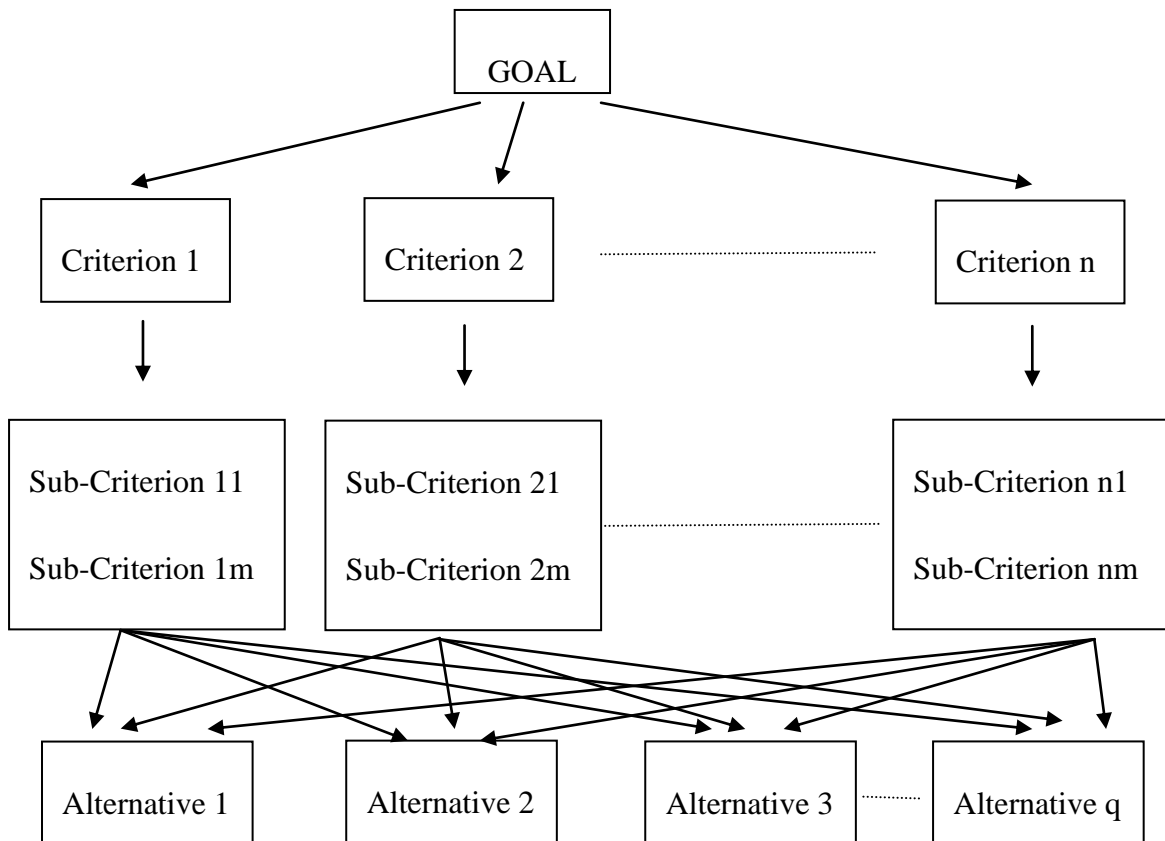 GOAL
Criterion 1
Criterion 2
Criterion n
Sub-Criterion 11
Sub-Criterion 1m
Sub-Criterion 21
Sub-Criterion 2m
Sub-Criterion n1
Sub-Criterion nm
Alternative 1
Alternative 2
Alternative 3
Alternative q